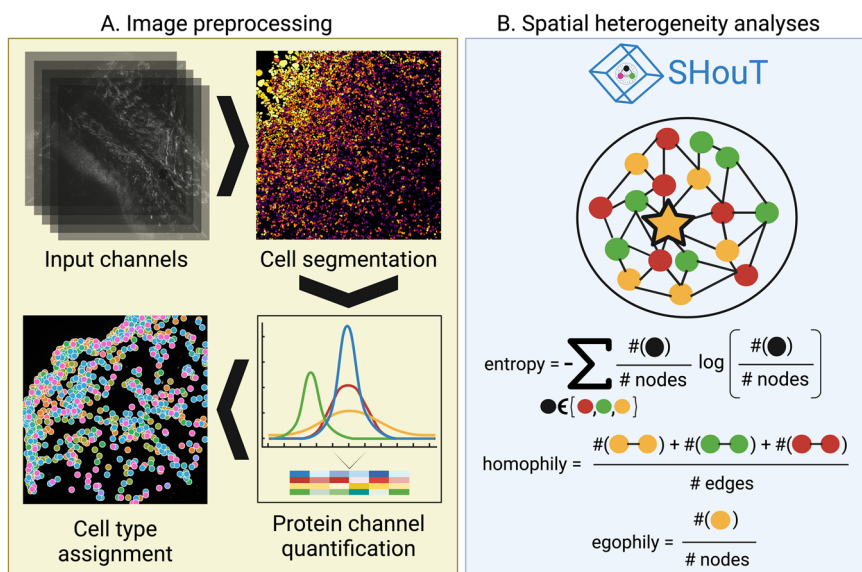 A. Image preprocessing
Input channels
Cell segmentation
Cell type
assignment
Protein channel
quantification
B. Spatial heterogeneity analyses
SHouT
entropy = - ∑ #(●) / # nodes log [ #(●) / # nodes ]
●ϵ{●,●,●}
homophily = #(●-●) + #(●-●) + #(●-●) / # edges
egophily = #(●) / # nodes